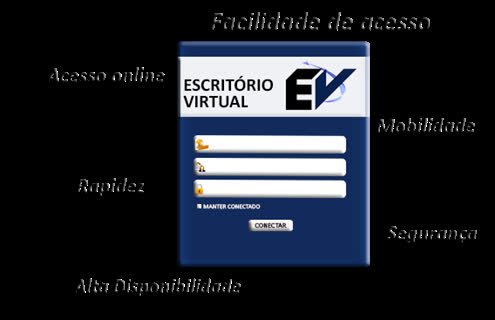 Facilidade de acesso
Acesso online
ESCRITÓRIO
VIRTUAL
EV
Mobilidade
Rapidez
MANTER CONECTADO
CONECTAR
Segurança
Alta Disponibilidade